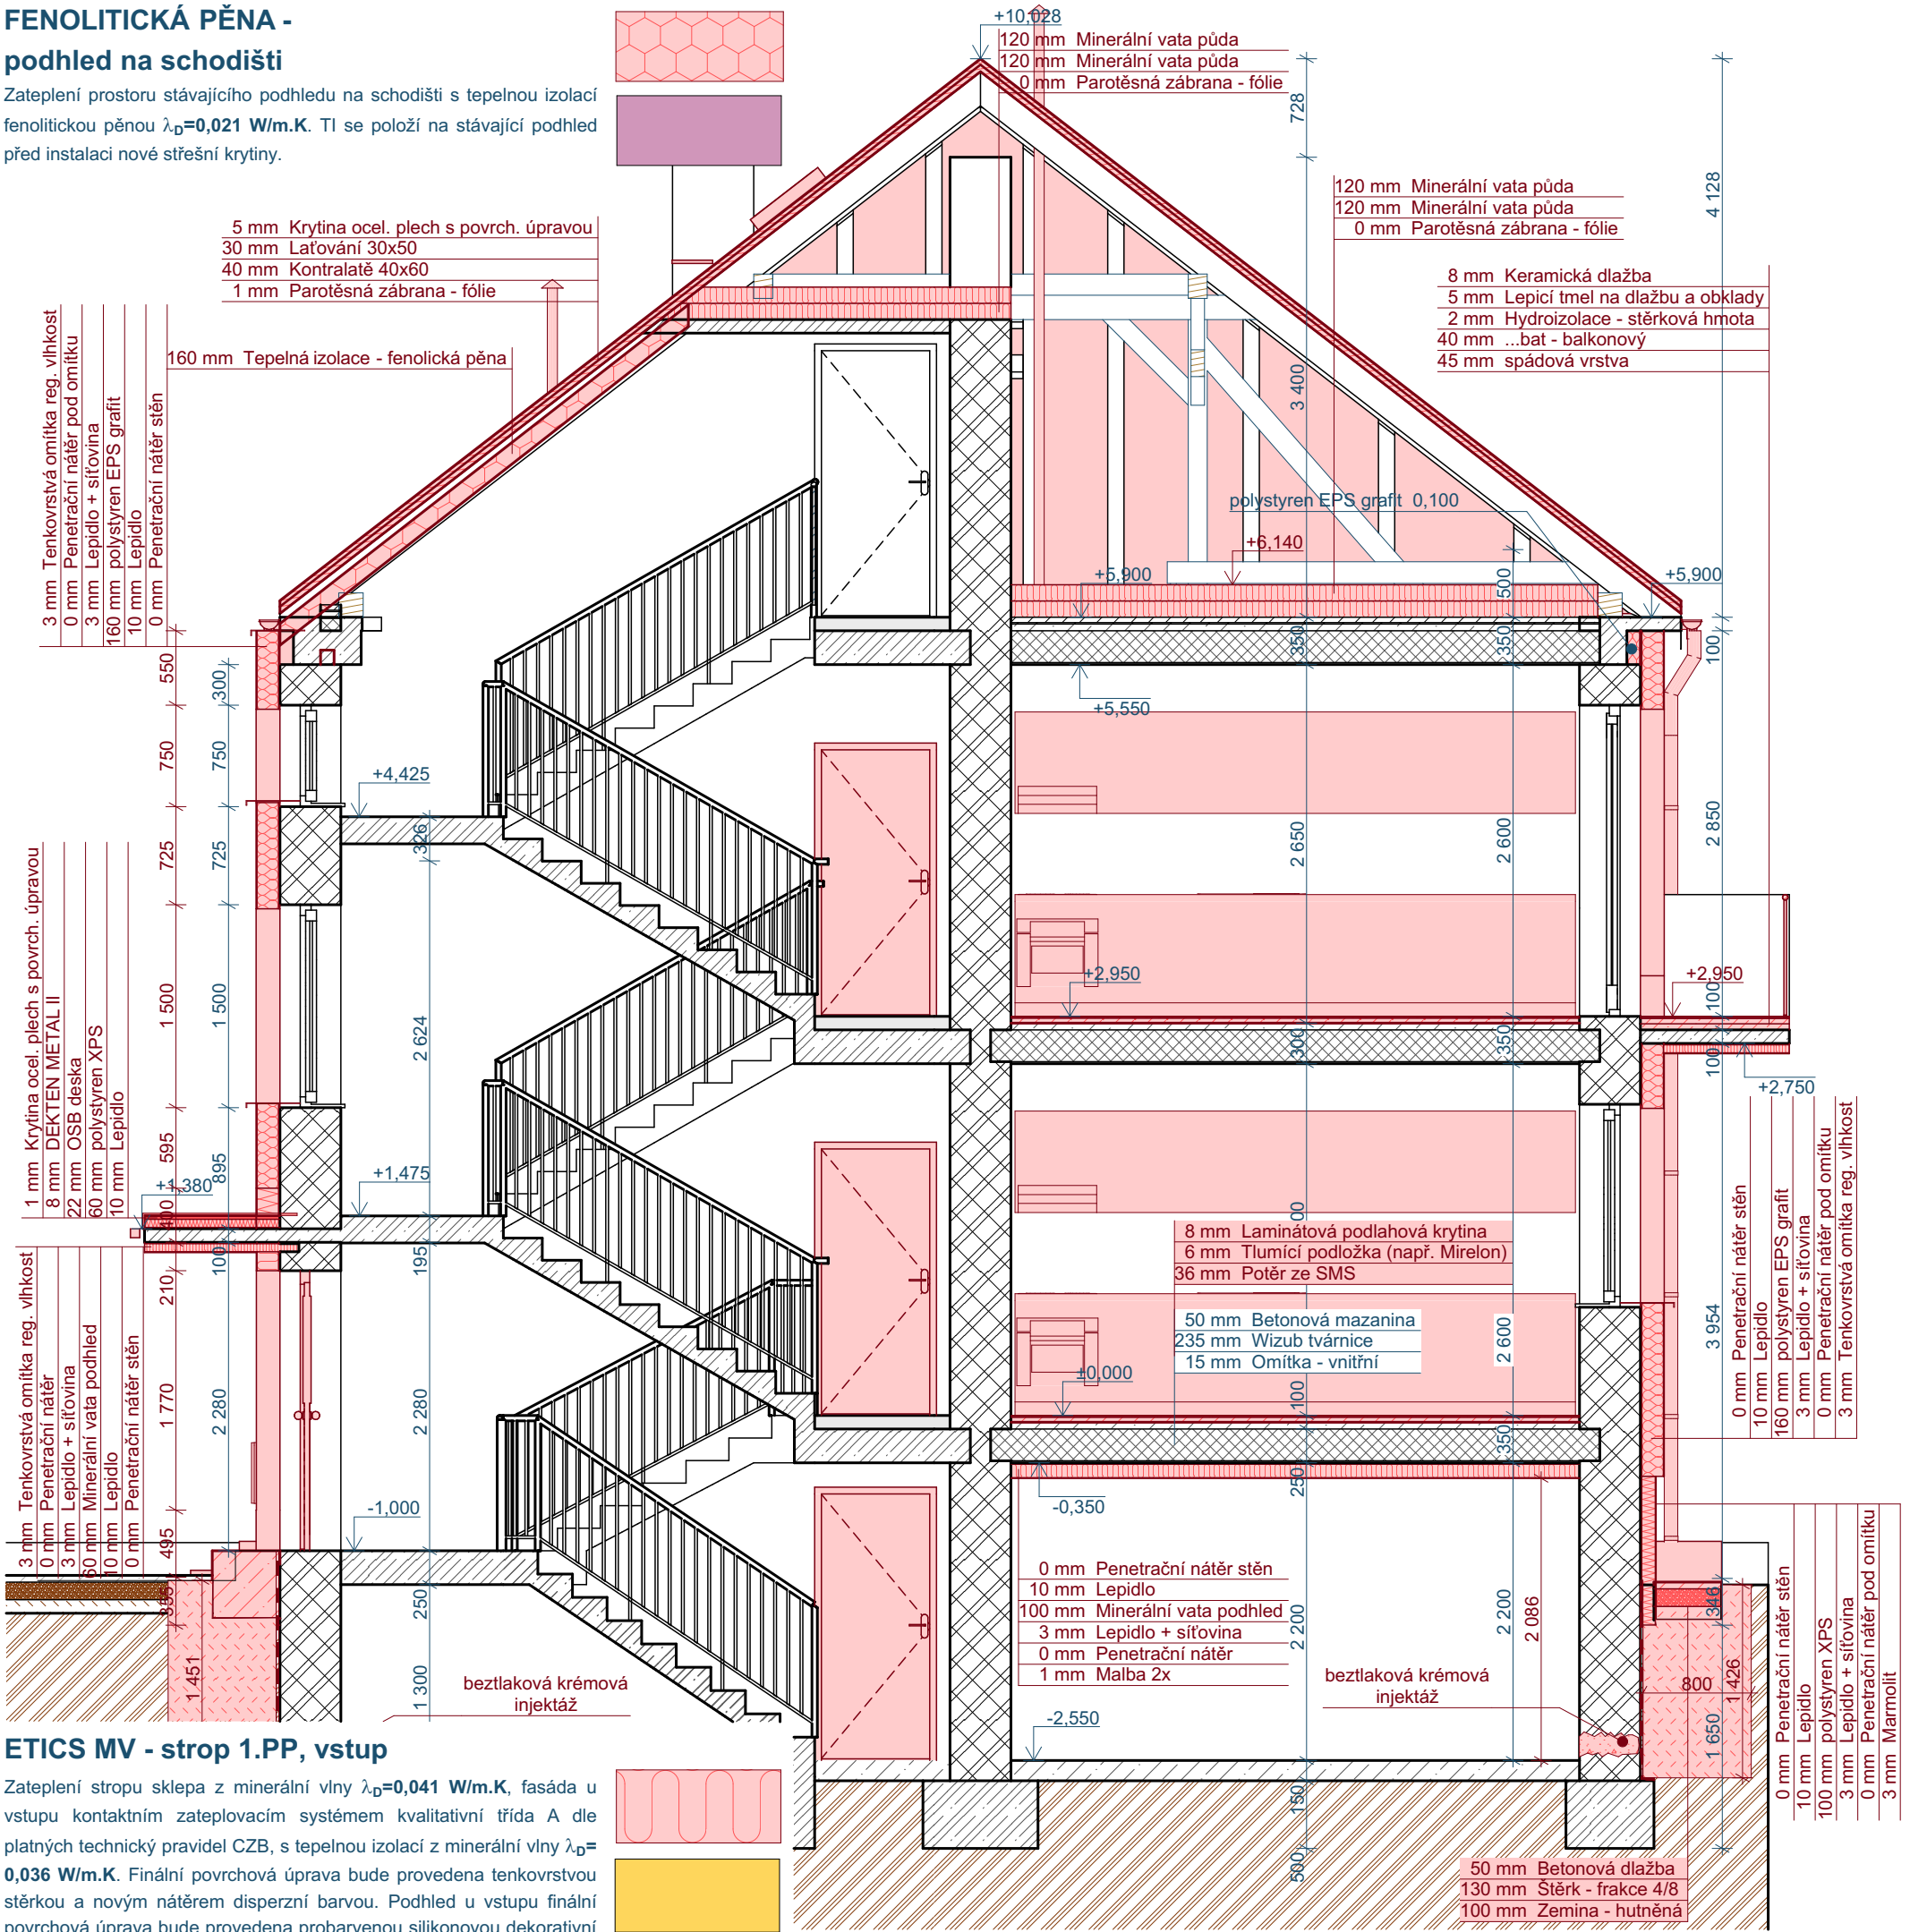 FENOLITICKÁ PĚNA -
podhled na schodišti
Zateplení prostoru stávajícího podhledu na schodišti s tepelnou izolací
fenolitickou pěnou λD=0,021 W/m.K. TI se položí na stávající podhled
před instalaci nové střešní krytiny.
+10,028
120 mm Minerální vata půda
120 mm Minerální vata půda
0 mm Parotěsná zábrana - fólie
728
4 128
120 mm Minerální vata půda
120 mm Minerální vata půda
0 mm Parotěsná zábrana - fólie
5 mm Krytina ocel. plech s povrch. úpravou
30 mm Laťování 30x50
40 mm Kontralatě 40x60
1 mm Parotěsná zábrana - fólie
8 mm Keramická dlažba
5 mm Lepicí tmel na dlažbu a obklady
2 mm Hydroizolace - stěrková hmota
40 mm ...bat - balkonový
45 mm spádová vrstva
160 mm Tepelná izolace - fenolická pěna
3 mm Tenkovrstvá omítka reg. vlhkost
0 mm Penetrační nátěr pod omítku
3 mm Lepidlo + síťovina
160 mm polystyren EPS grafit
10 mm Lepidlo
0 mm Penetrační nátěr stěn
3 400
polystyren EPS grafit 0,100
+6,140
+5,900
500
+5,900
350
350
100
+5,550
550
300
750
750
+4,425
326
725
725
2 650
2 600
2 850
1 500
1 500
2 624
+2,950
+2,950
100
300
350
100
+2,750
1 mm Krytina ocel. plech s povrch. úpravou
8 mm DEKTEN METAL II
22 mm OSB deska
60 mm polystyren XPS
10 mm Lepidlo
595
895
+1,380
+1,475
400
100
195
210
00
8 mm Laminátová podlahová krytina
6 mm Tlumící podložka (např. Mirelon)
36 mm Potěr ze SMS
50 mm Betonová mazanina
235 mm Wizub tvárnice
15 mm Omítka - vnitřní
2 600
3 954
0 mm Penetrační nátěr stěn
10 mm Lepidlo
160 mm polystyren EPS grafit
3 mm Lepidlo + síťovina
0 mm Penetrační nátěr pod omítku
3 mm Tenkovrstvá omítka reg. vlhkost
±0,000
100
350
250
-0,350
3 mm Tenkovrstvá omítka reg. vlhkost
0 mm Penetrační nátěr
3 mm Lepidlo + síťovina
60 mm Minerální vata podhled
10 mm Lepidlo
0 mm Penetrační nátěr stěn
1 770
2 280
2 280
-1,000
495
355
1 451
250
1 300
0 mm Penetrační nátěr stěn
10 mm Lepidlo
100 mm Minerální vata podhled
3 mm Lepidlo + síťovina
0 mm Penetrační nátěr
1 mm Malba 2x
2 200
2 200
2 086
346
800
1 426
1 650
0 mm Penetrační nátěr stěn
10 mm Lepidlo
100 mm polystyren XPS
3 mm Lepidlo + síťovina
0 mm Penetrační nátěr pod omítku
3 mm Marmolit
beztlaková krémová
injektáž
beztlaková krémová
injektáž
-2,550
150
500
50 mm Betonová dlažba
130 mm Štěrk - frakce 4/8
100 mm Zemina - hutněná
ETICS MV - strop 1.PP, vstup
Zateplení stropu sklepa z minerální vlny λD=0,041 W/m.K, fasáda u
vstupu kontaktním zateplovacím systémem kvalitativní třída A dle
platných technický pravidel CZB, s tepelnou izolací z minerální vlny λD=
0,036 W/m.K. Finální povrchová úprava bude provedena tenkovrstvou
stěrkou a novým nátěrem disperzní barvou. Podhled u vstupu finální
povrchová úprava bude provedena probarvenou silikonovou dekorativní